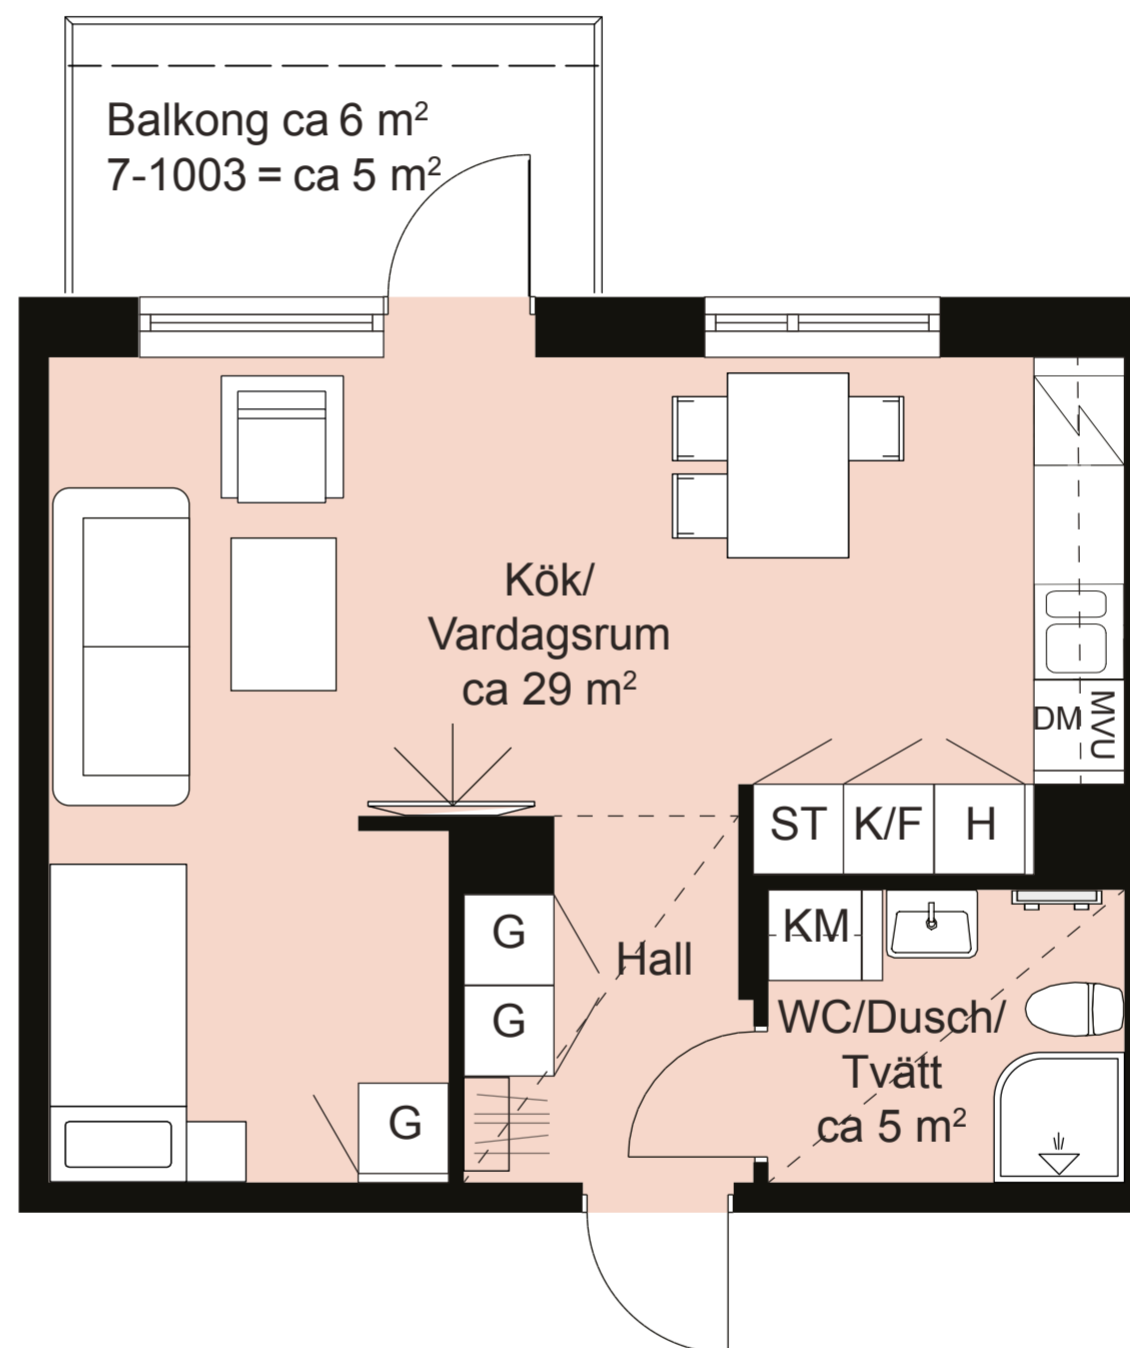 Balkong ca 6 m²
7-1003 = ca 5 m²
Kök/
Vardagsrum
ca 29 m²
DM
MVU
ST
K/F
H
G
G
Hall
KM
WC/Dusch/
Tvätt
ca 5 m²
G